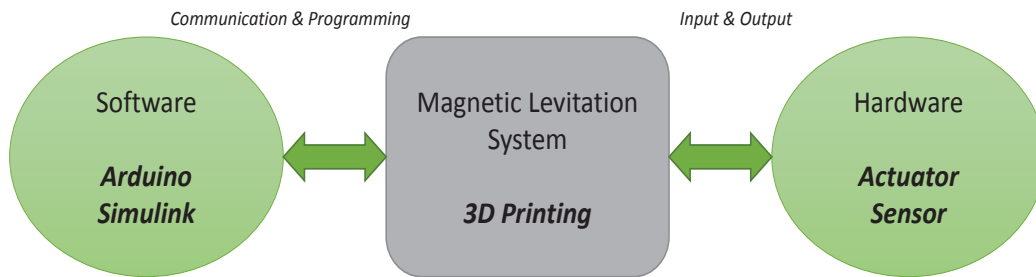 Communication & Programming
Input & Output
Software
Arduino
Simulink
Magnetic Levitation
System
3D Printing
Hardware
Actuator
Sensor